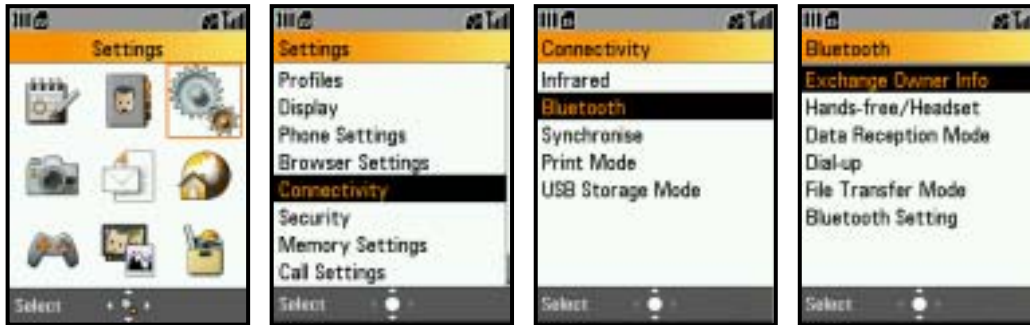 Settings
Select
Settings
Profiles
Display
Phone Settings
Browser Settings
Connectivity
Security
Memory Settings
Call Settings
Select
Connectivity
Infrared
Bluetooth
Synchronise
Print Mode
USB Storage Mode
Select
Bluetooth
Exchange Owner Info
Hands-free/Headset
Data Reception Mode
Dial-up
File Transfer Mode
Bluetooth Setting
Select